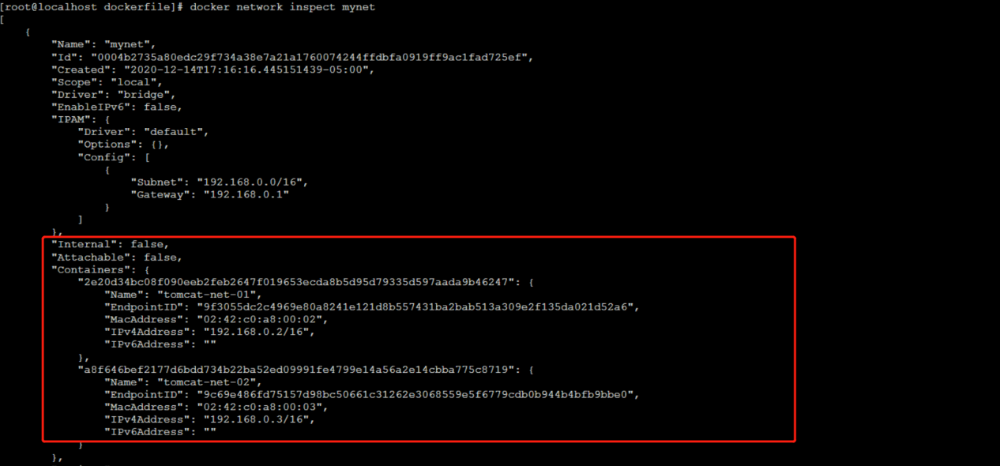 [root@localhost dockerfile]# docker network inspect mynet
[
    {
        "Name": "mynet",
        "Id": "0004b2735a80edc29f734a38e7a21a1760074244ffdbfa0919ff9ac1fad725ef",
        "Created": "2020-12-14T17:16:16.445151439-05:00",
        "Scope": "local",
        "Driver": "bridge",
        "EnableIPv6": false,
        "IPAM": {
            "Driver": "default",
            "Options": {},
            "Config": [
                {
                    "Subnet": "192.168.0.0/16",
                    "Gateway": "192.168.0.1"
                }
            ]
        },
        "Internal": false,
        "Attachable": false,
        "Containers": {
            "2e20d34bc08f090eeb2feb2647f019653ecda8b5d95d79335d597aada9b46247": {
                "Name": "tomcat-net-01",
                "EndpointID": "9f3055dc2c4969e80a8241e121d8b557431ba2bab513a309e2f135da021d52a6",
                "MacAddress": "02:42:c0:a8:00:02",
                "IPv4Address": "192.168.0.2/16",
                "IPv6Address": ""
            },
            "a8f646bef2177d6bdd734b22ba52ed09991fe4799e14a56a2e14cbba775c8719": {
                "Name": "tomcat-net-02",
                "EndpointID": "9c69e486fd75157d98bc50661c31262e3068559e5f6779cdb0b944b4bfb9bbe0",
                "MacAddress": "02:42:c0:a8:00:03",
                "IPv4Address": "192.168.0.3/16",
                "IPv6Address": ""
            }
        },